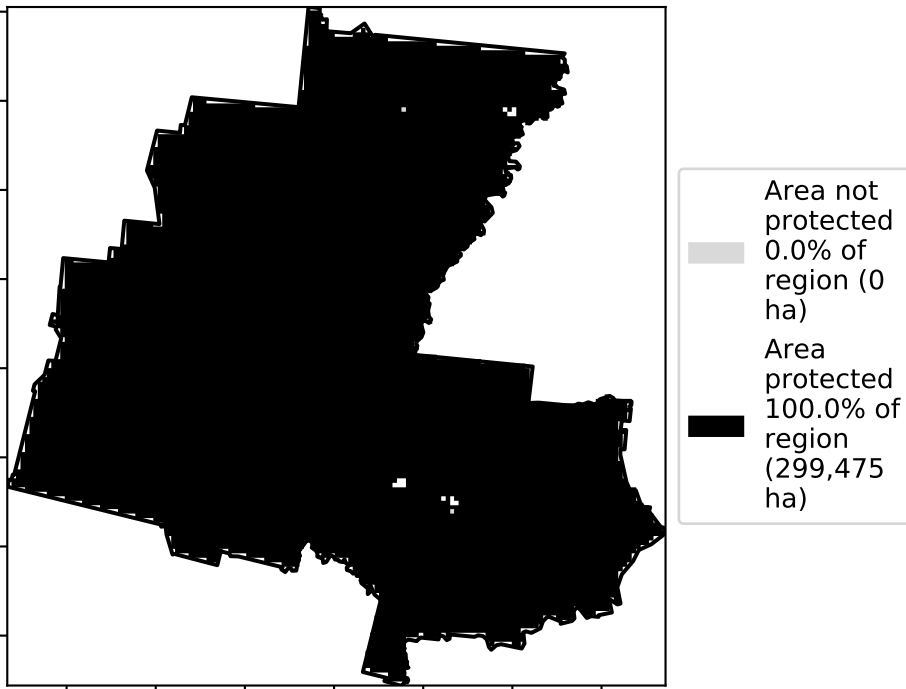 Area not
protected
0.0% of
region (0
ha)
Area
protected
100.0% of
region
(299,475
ha)